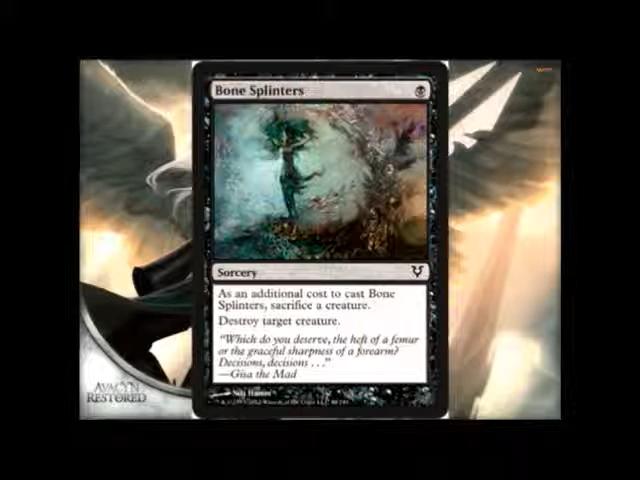 Bone Splinters
Sorcery
As an additional cost to cast Bone
Splinters, sacrifice a creature.
Destroy target creature.
"Which do you deserve, the heft of a femur
or the graceful sharpness of a forearm?
Decisions, decisions . . ."
—Gisa the Mad
AVACYN
RESTORED